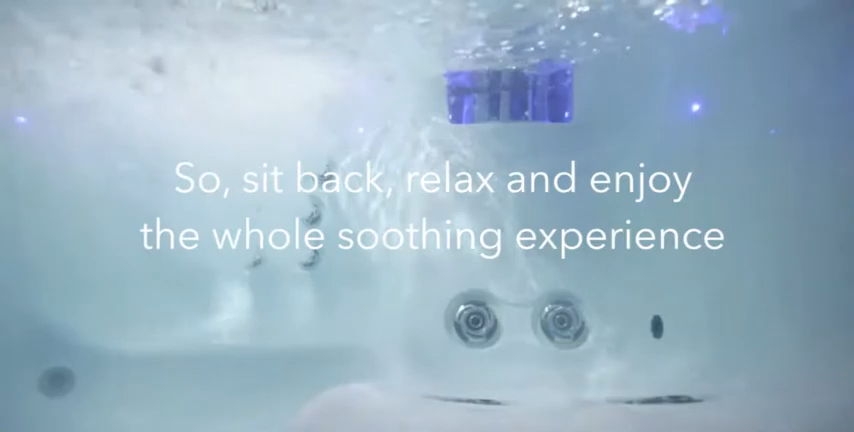 So, sit back, relax and enjoy
the whole soothing experience